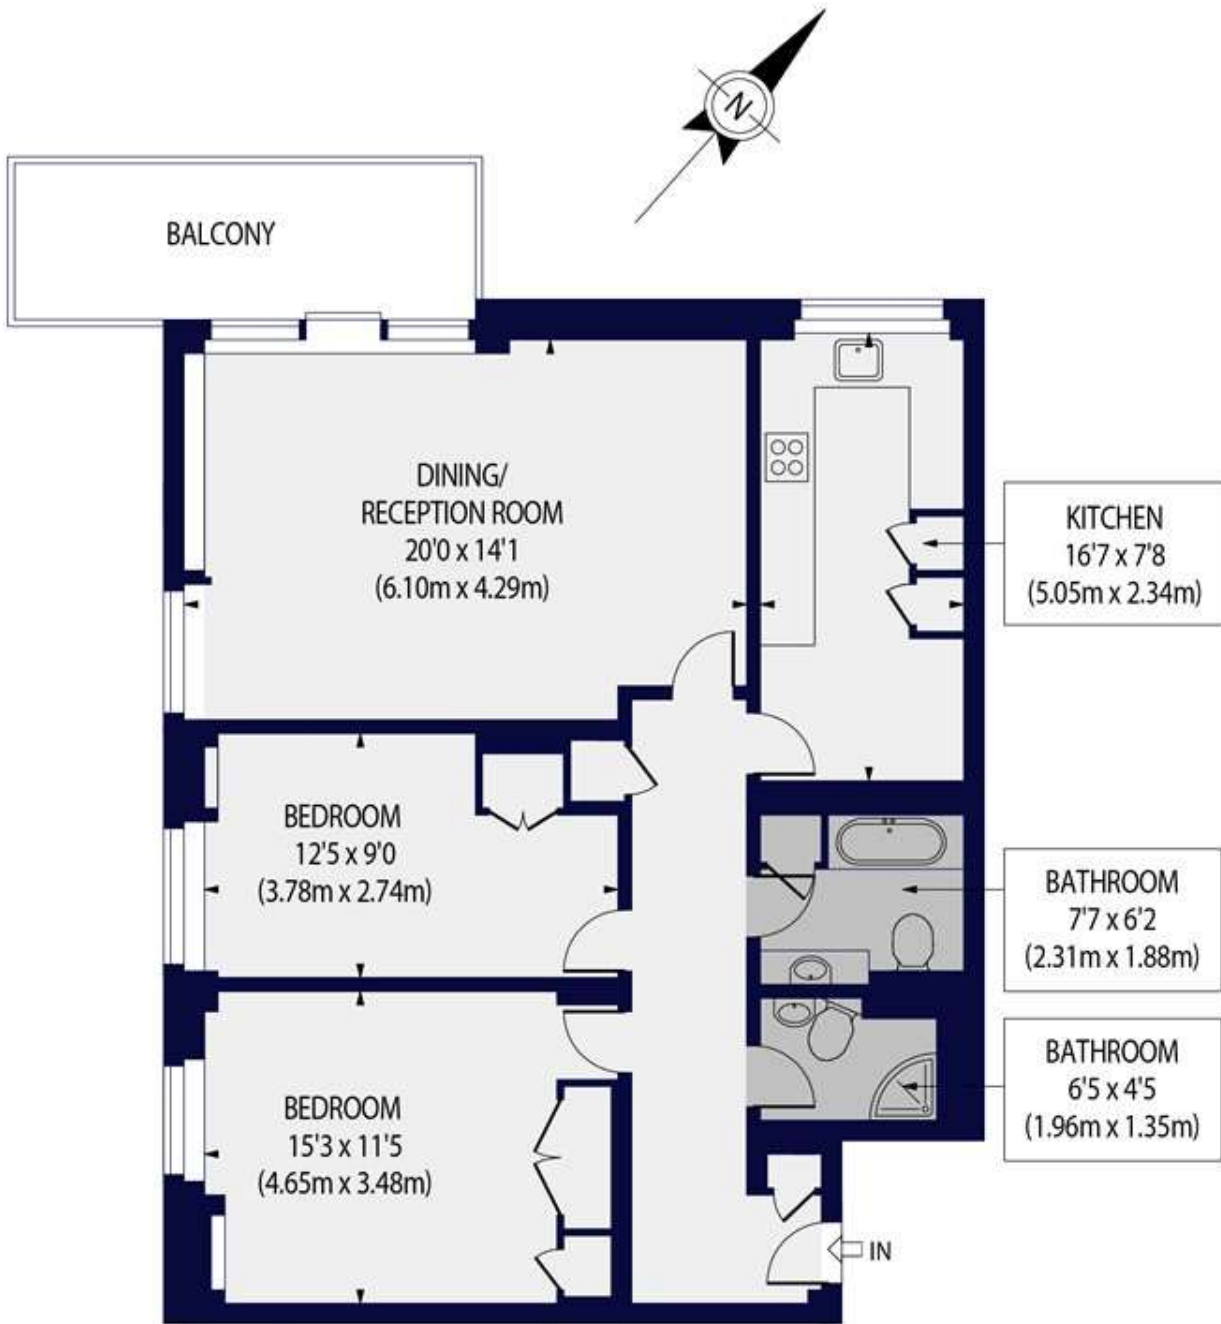 N
BALCONY
DINING/
RECEPTION ROOM
20'0 x 14'1
(6.10m x 4.29m)
KITCHEN
16'7 x 7'8
(5.05m x 2.34m)
BEDROOM
12'5 x 9'0
(3.78m x 2.74m)
BATHROOM
7'7 x 6'2
(2.31m x 1.88m)
BATHROOM
6'5 x 4'5
(1.96m x 1.35m)
BEDROOM
15'3 x 11'5
(4.65m x 3.48m)
IN